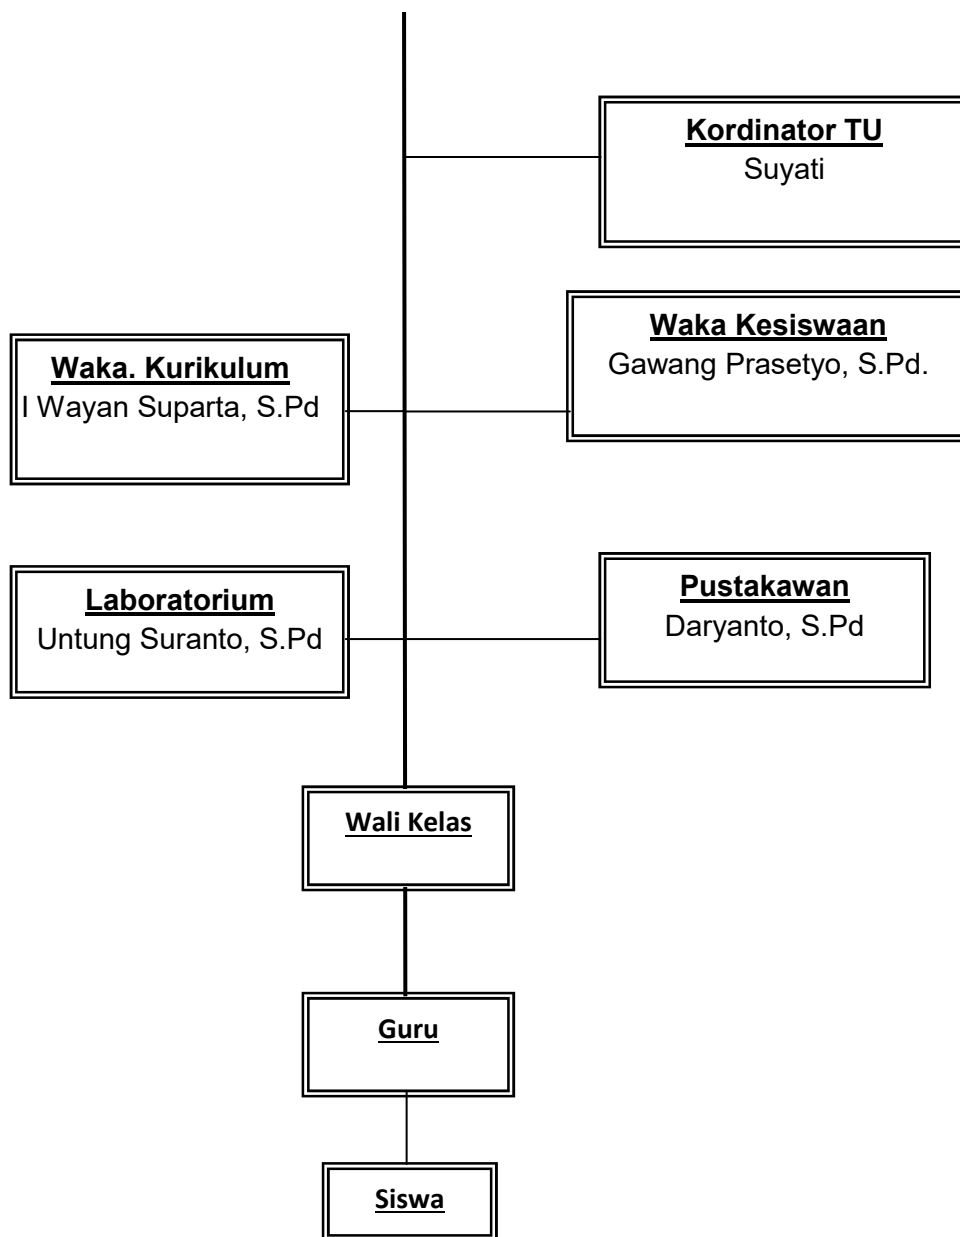 Kordinator TU
Suyati
Waka Kesiswaan
Gawang Prasetyo, S.Pd.
Waka. Kurikulum
I Wayan Suparta, S.Pd
Pustakawan
Daryanto, S.Pd
Laboratorium
Untung Suranto, S.Pd
Wali Kelas
Guru
Siswa